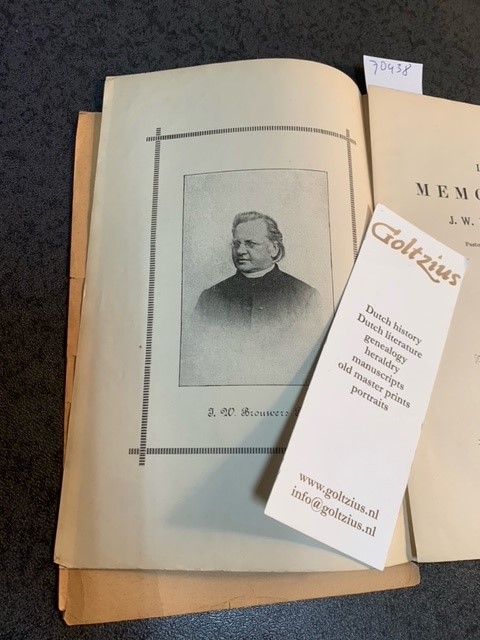 70438
MEMO
J. W.
J. W. Brouwers
Goltzius
Dutch history
Dutch literature
genealogy
heraldry
manuscripts
old master prints
portraits
www.goltzius.nl
info@goltzius.nl